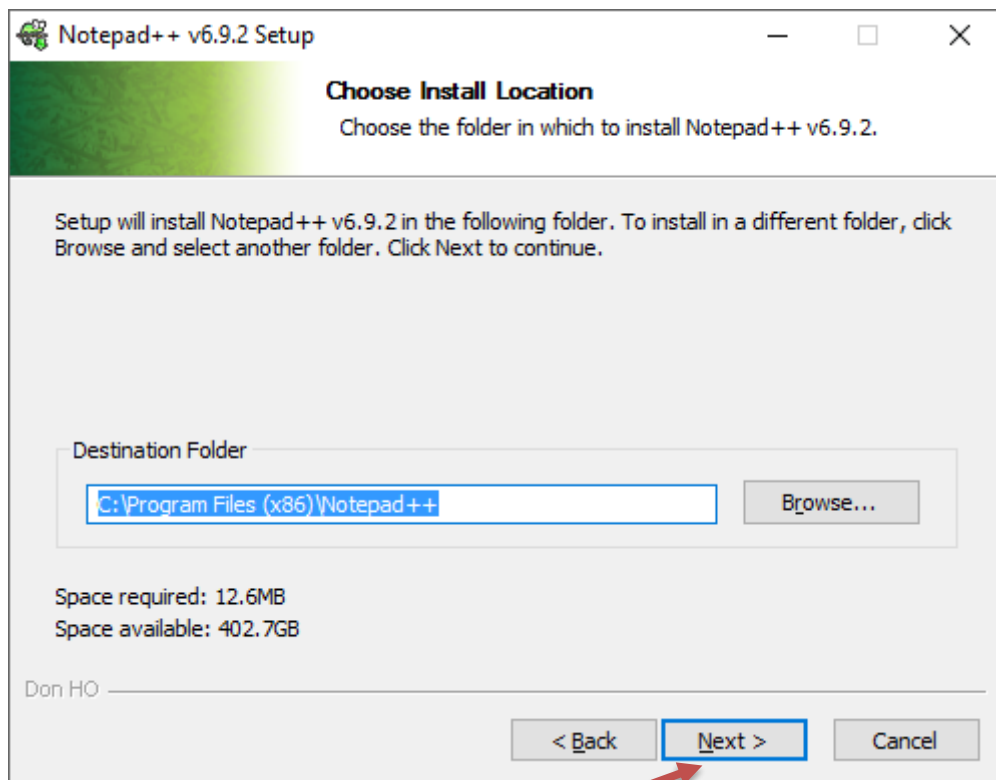 Notepad++ v6.9.2 Setup
Choose Install Location
Choose the folder in which to install Notepad++ v6.9.2.
Setup will install Notepad++ v6.9.2 in the following folder. To install in a different folder, click
Browse and select another folder. Click Next to continue.
Destination Folder
C:\Program Files (x86)\Notepad++
Browse...
Space required: 12.6MB
Space available: 402.7GB
Don HO
< Back
Next >
Cancel